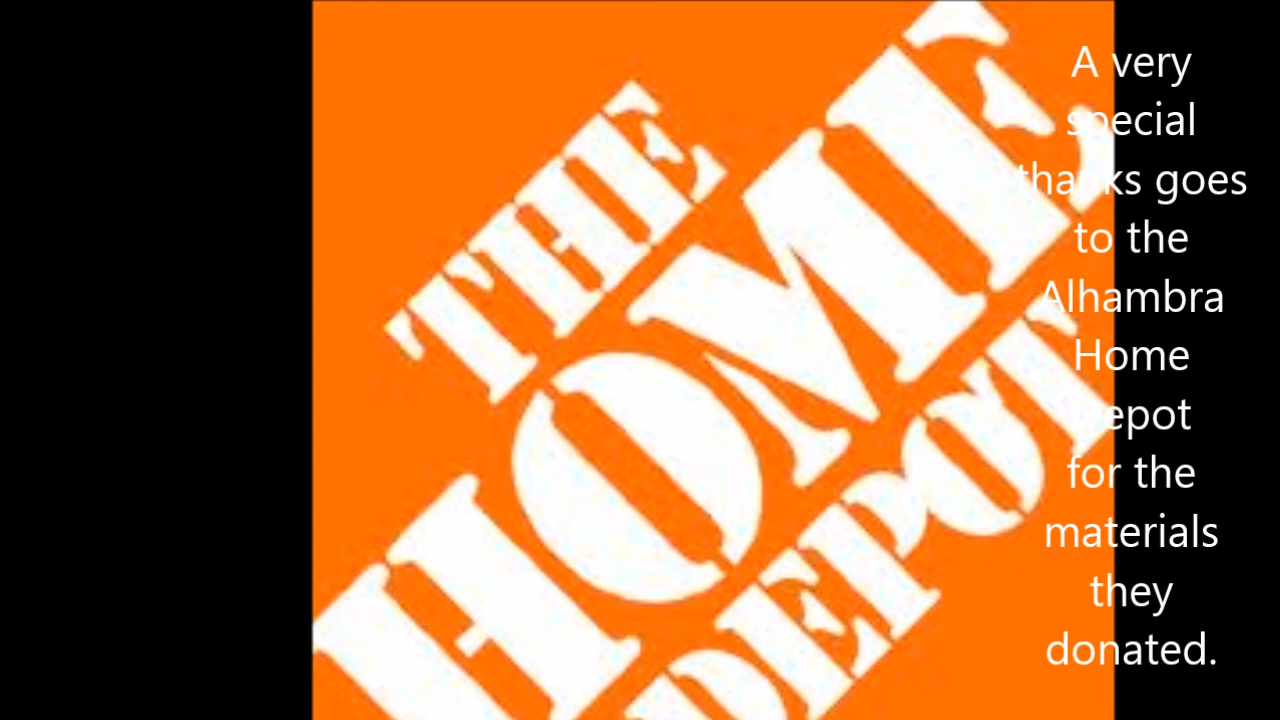 THE
HOME
DEPOT
A very
special
thanks goes
to the
Alhambra
Home
Depot
for the
materials
they
donated.